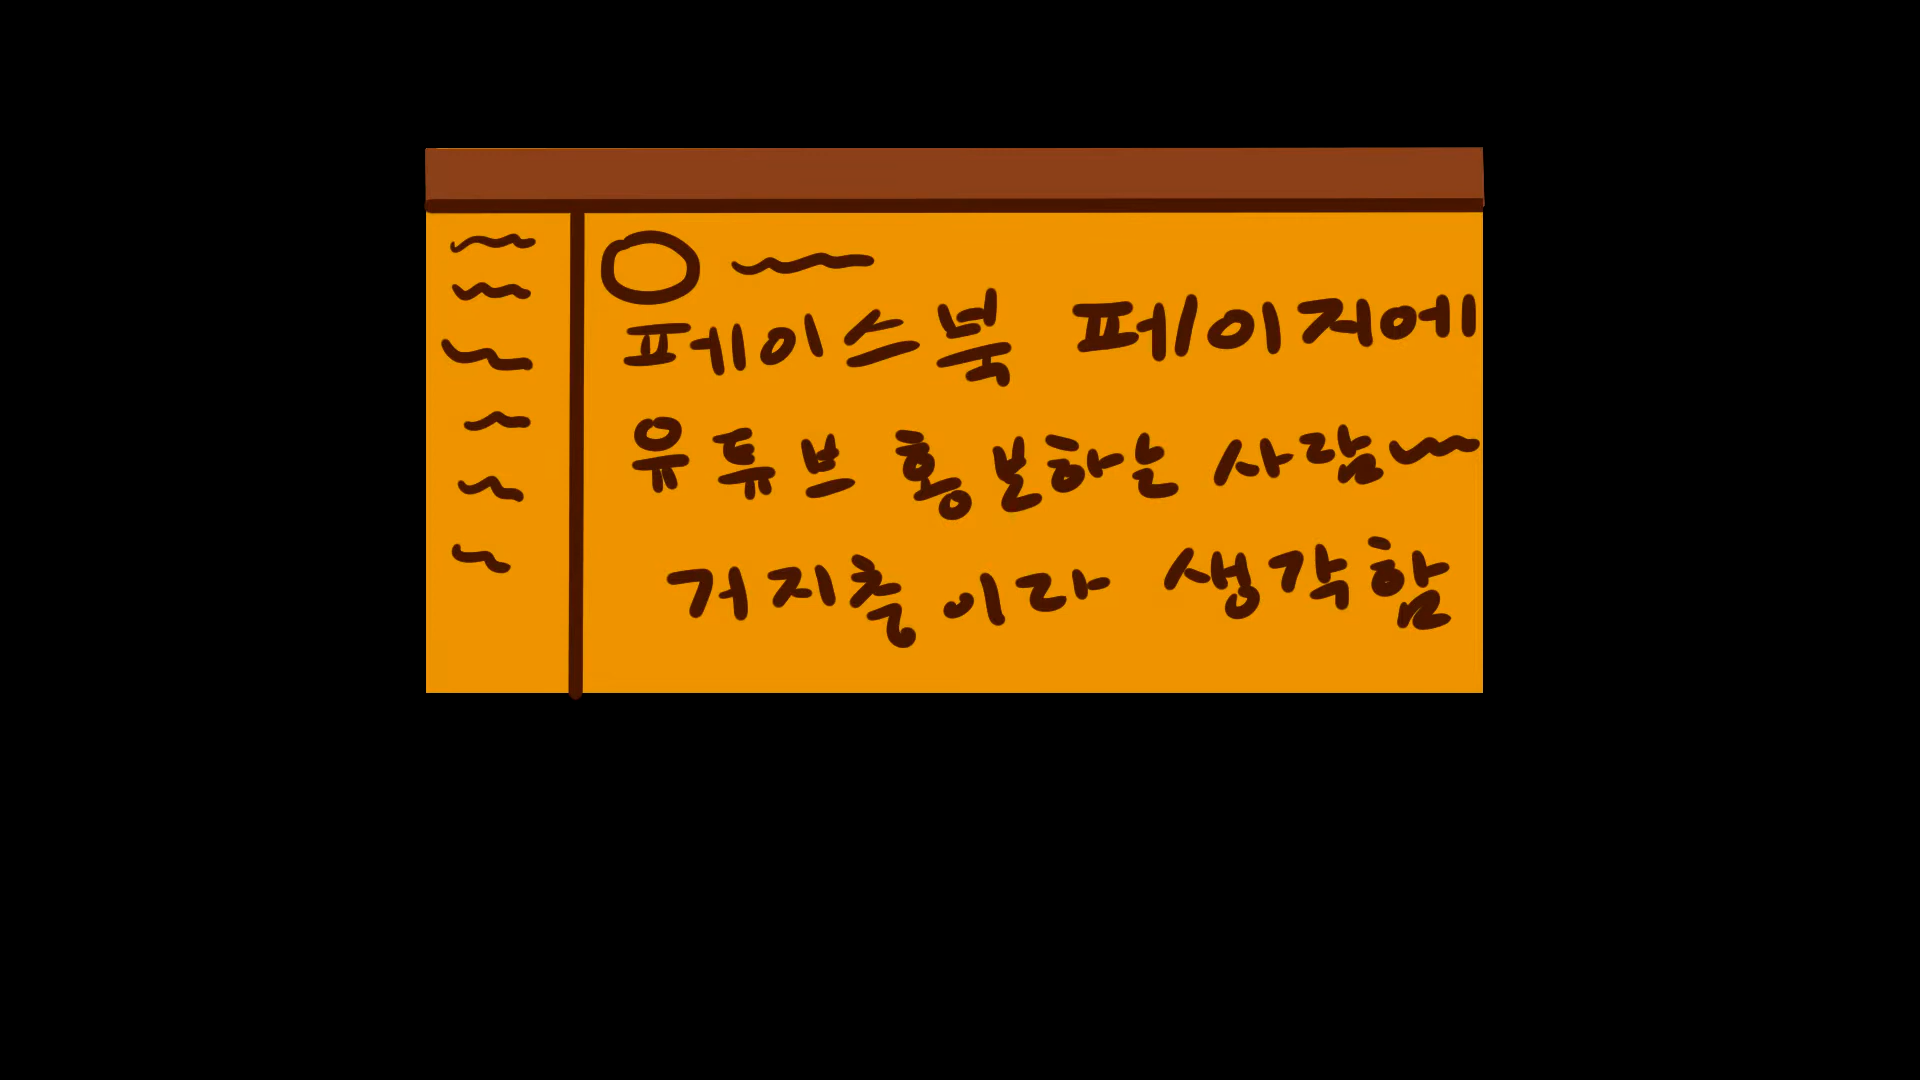 페이스북 페이지에
유튜브 홍보하는 사람
거지충이라 생각함